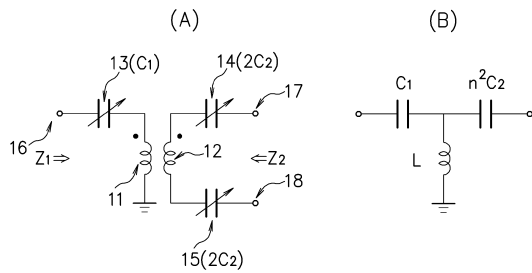 (A)
(B)
13(C₁)
14(2C₂)
17
16
Z₁⇒
11
12
⇐Z₂
18
15(2C₂)
C₁
n²C₂
L